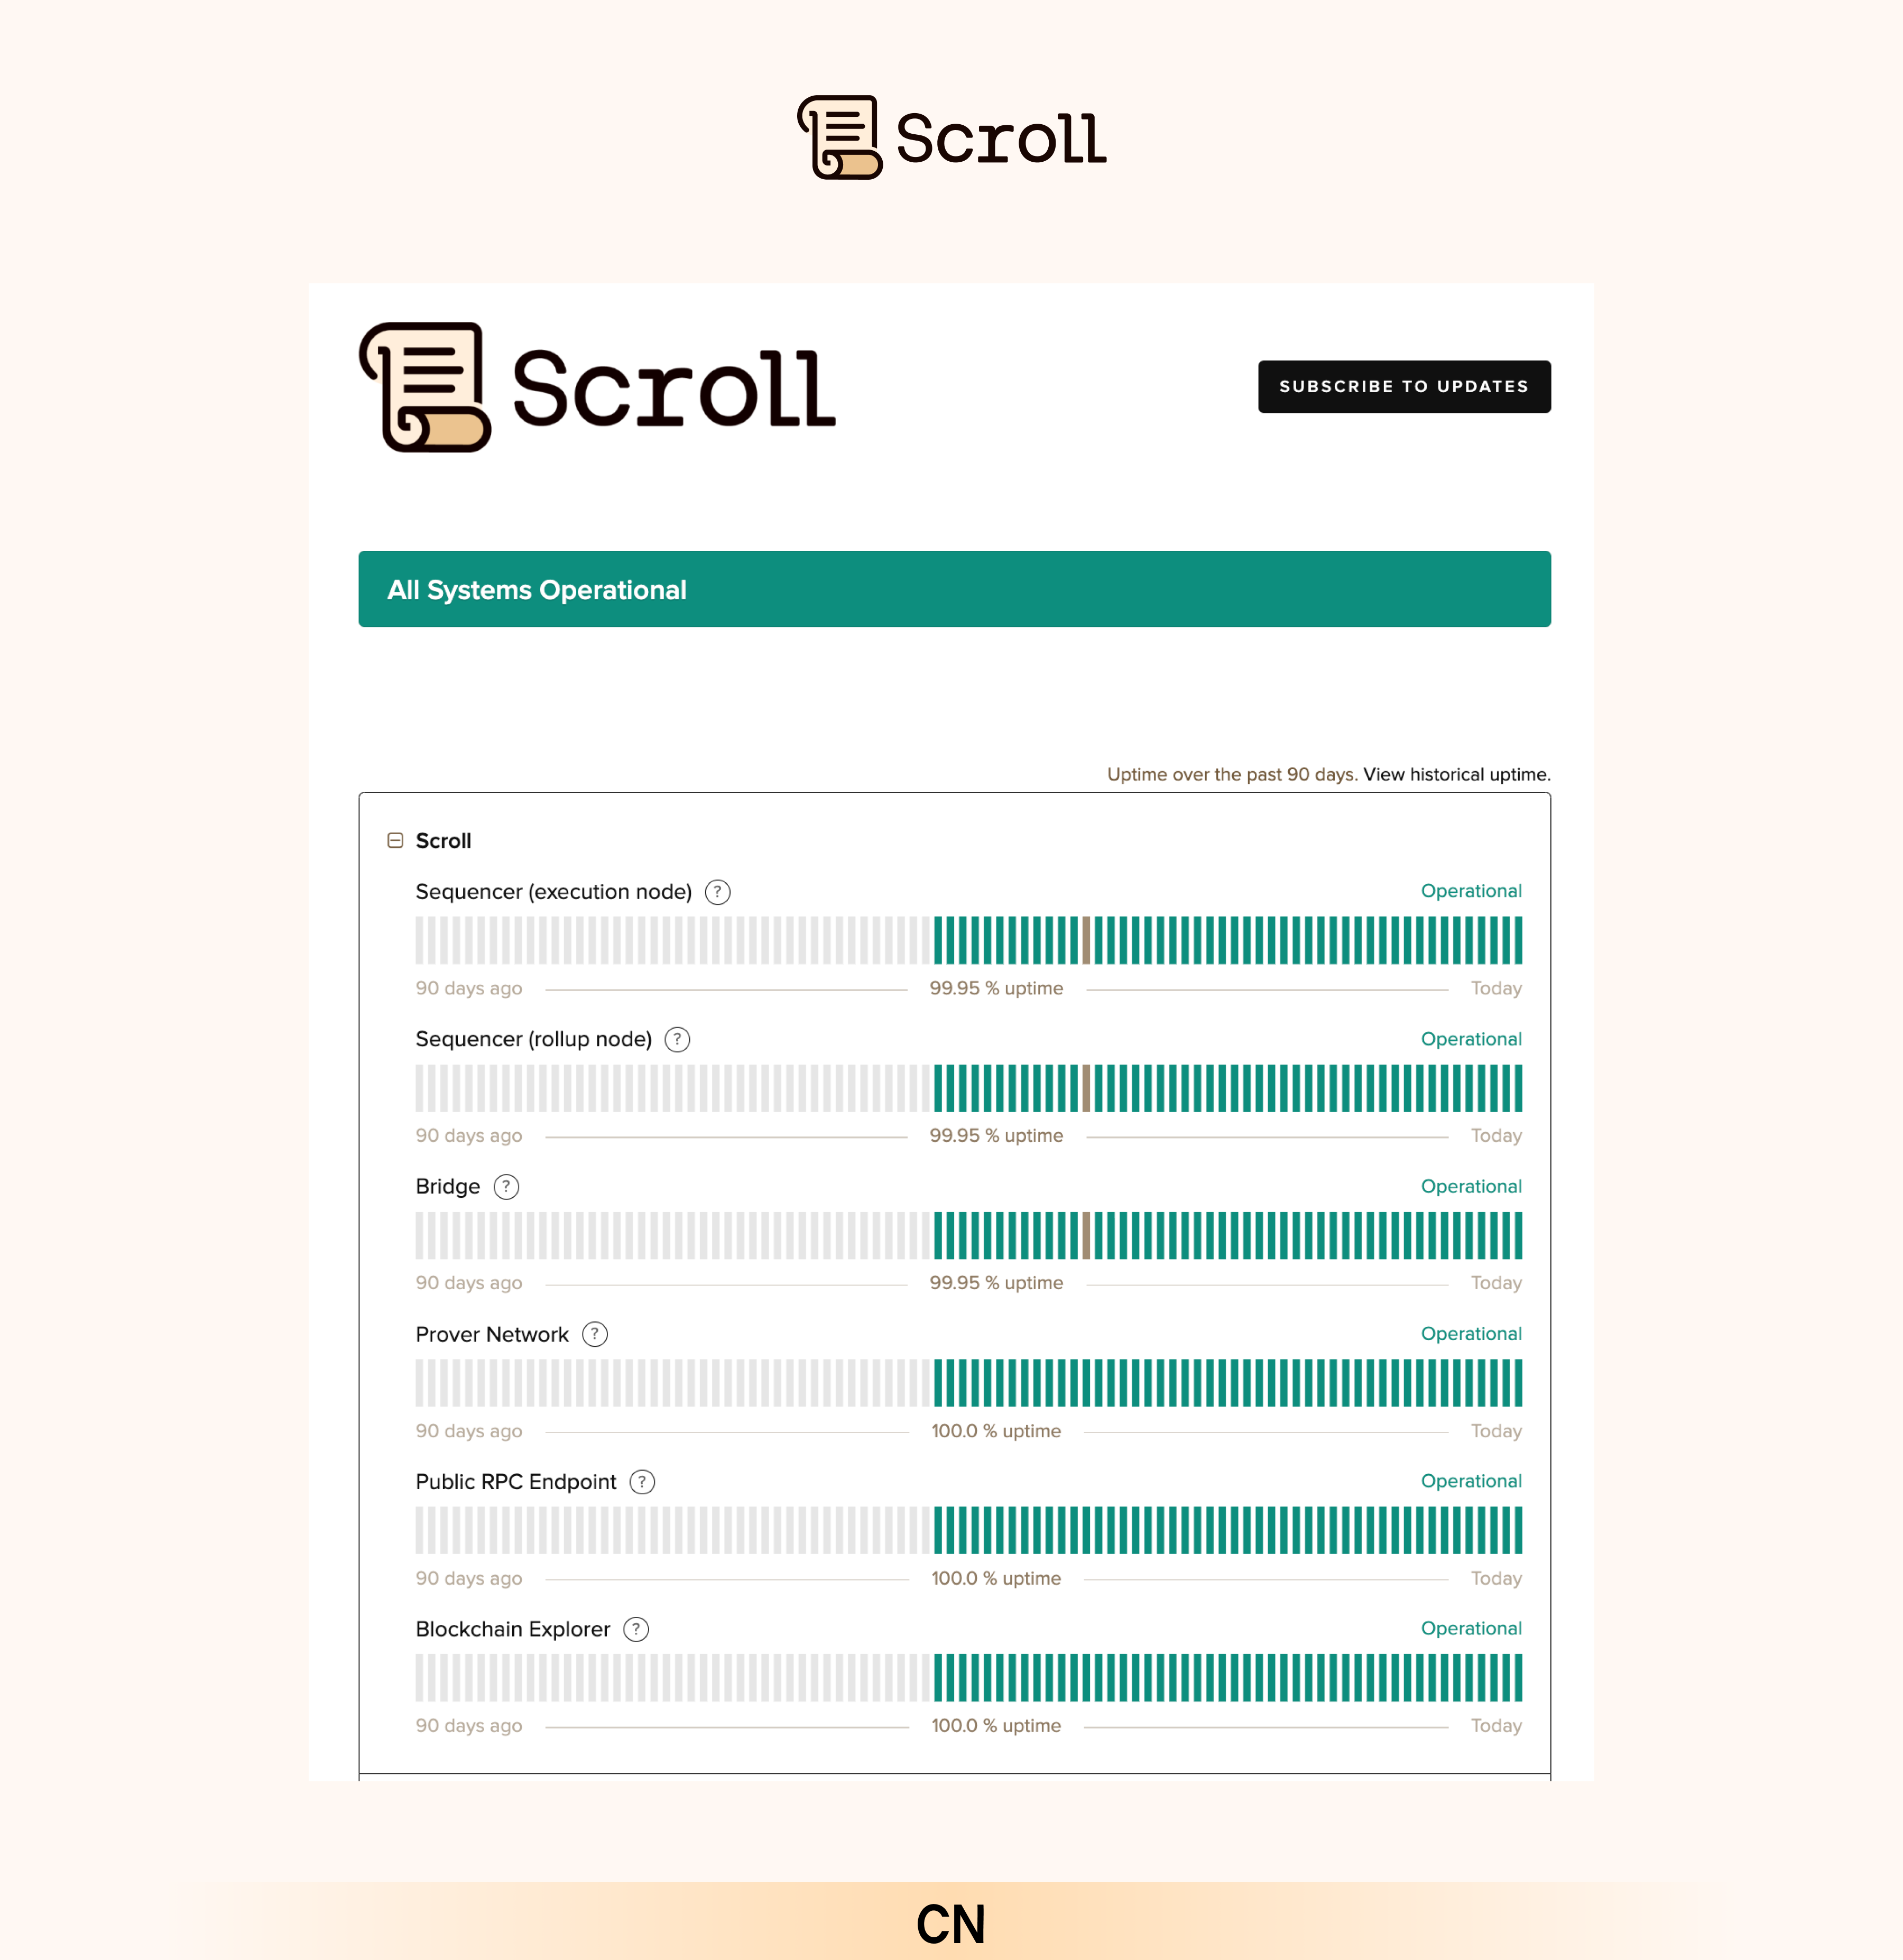 Scroll
Scroll
SUBSCRIBE TO UPDATES
All Systems Operational
Uptime over the past 90 days. View historical uptime.
Scroll
Sequencer (execution node) ? Operational
90 days ago 99.95 % uptime Today
Sequencer (rollup node) ? Operational
90 days ago 99.95 % uptime Today
Bridge ? Operational
90 days ago 99.95 % uptime Today
Prover Network ? Operational
90 days ago 100.0 % uptime Today
Public RPC Endpoint ? Operational
90 days ago 100.0 % uptime Today
Blockchain Explorer ? Operational
90 days ago 100.0 % uptime Today
CN